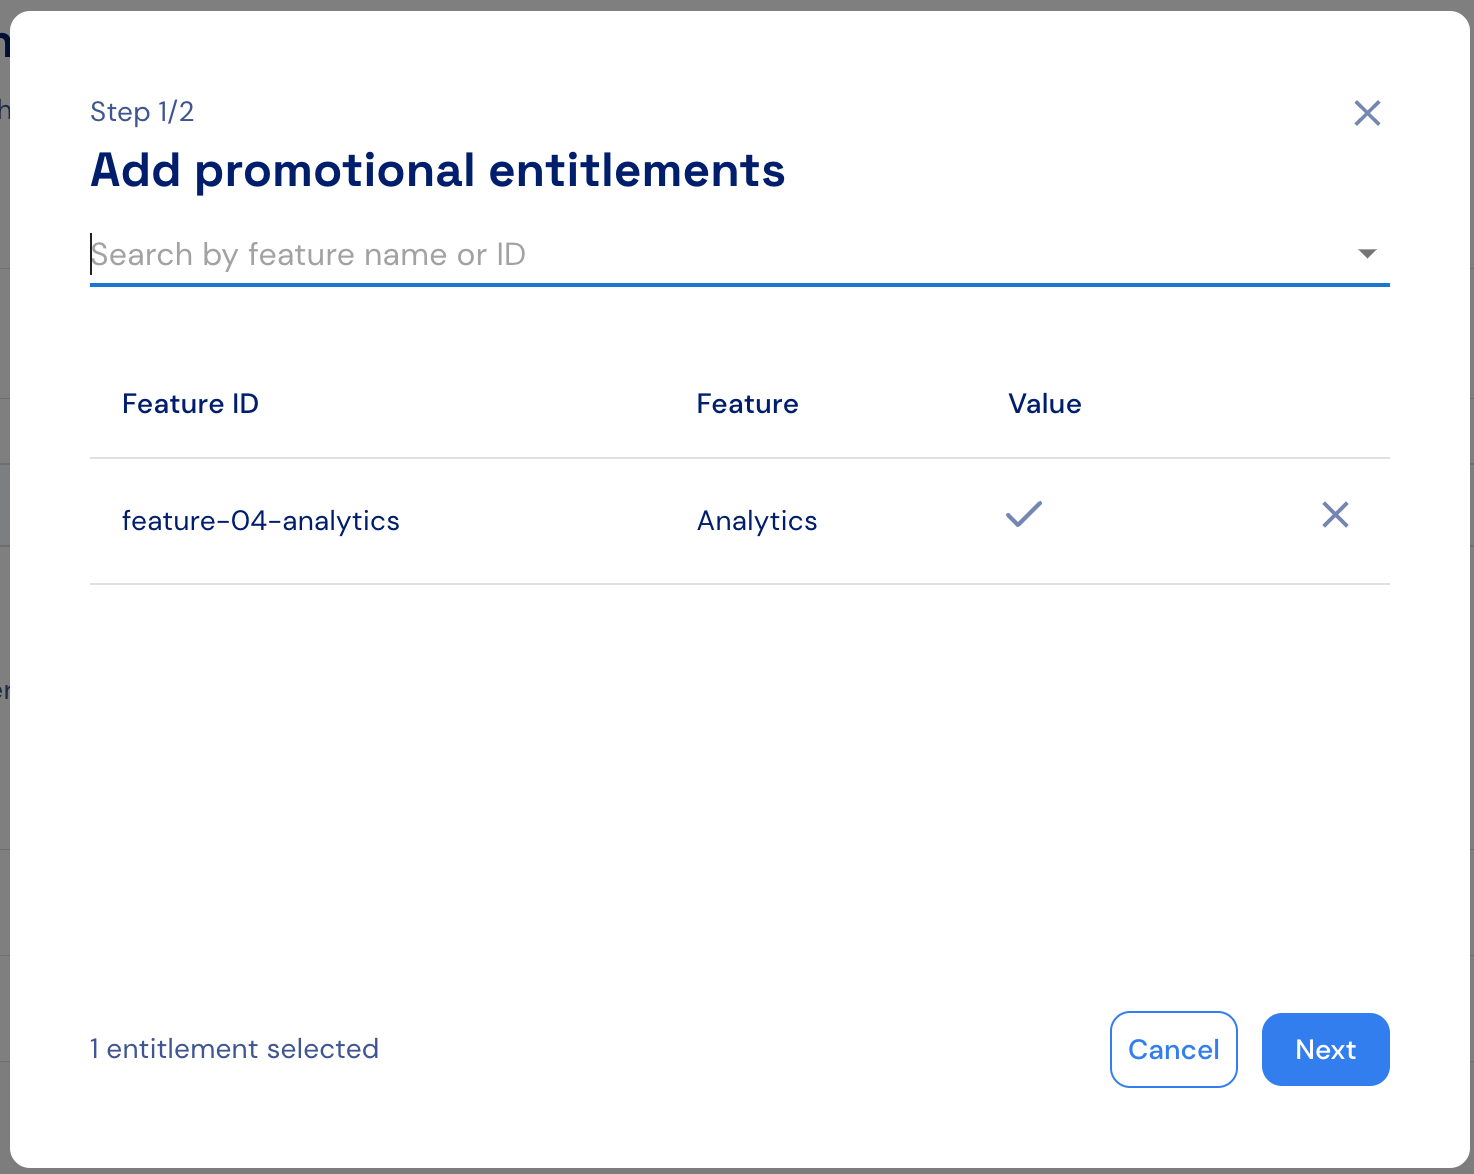 Step 1/2
Add promotional entitlements
Search by feature name or ID
Feature ID Feature Value
feature-04-analytics Analytics
1 entitlement selected Cancel Next